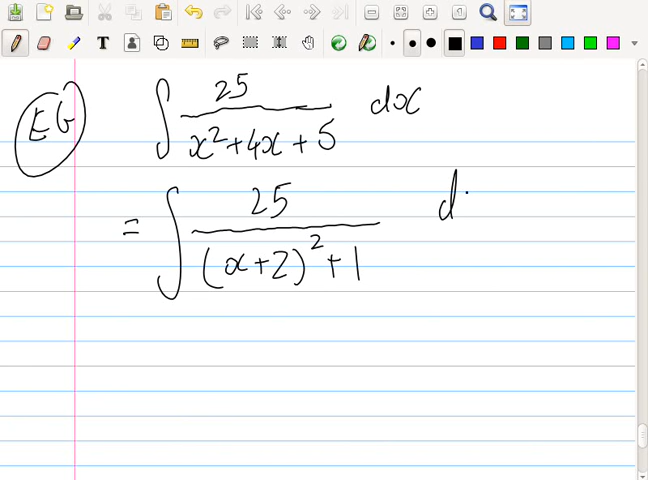 EG ∫ 25/(x²+4x+5) dx
= ∫ 25/((x+2)²+1) d